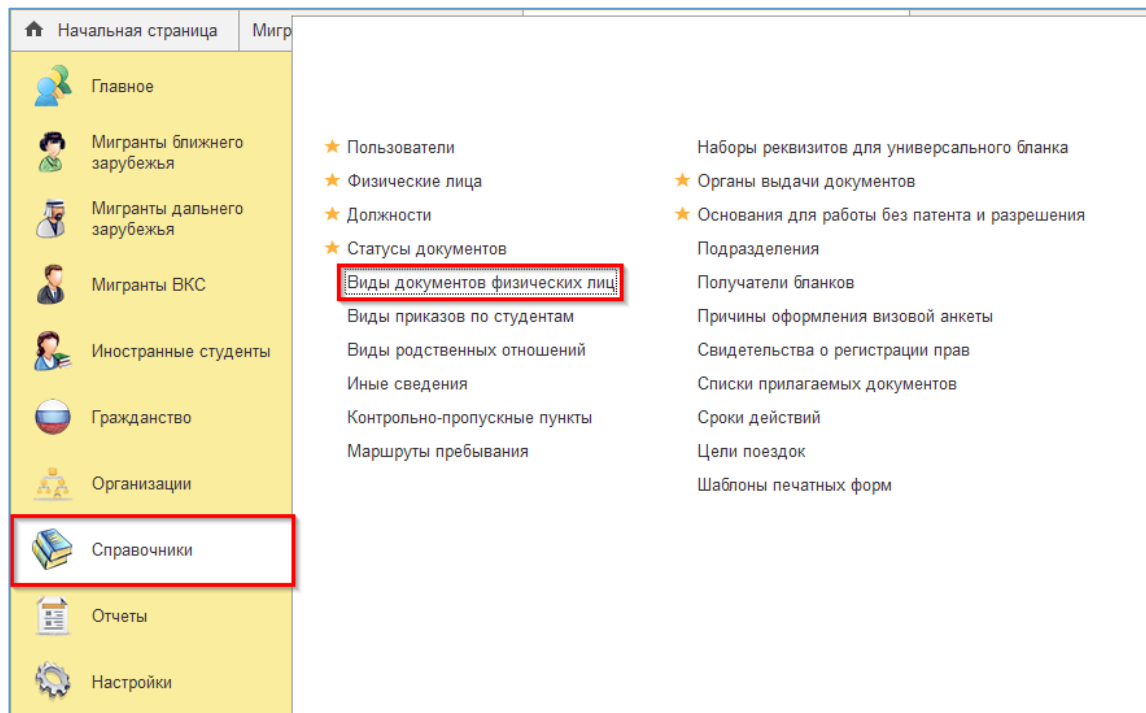 Начальная страница
Мигр
Главное
Мигранты ближнего
зарубежья
Мигранты дальнего
зарубежья
Мигранты ВКС
Иностранные студенты
Гражданство
Организации
Справочники
Отчеты
Настройки
Пользователи
Физические лица
Должности
Статусы документов
Виды документов физических лиц
Виды приказов по студентам
Виды родственных отношений
Иные сведения
Контрольно-пропускные пункты
Маршруты пребывания
Наборы реквизитов для универсального бланка
Органы выдачи документов
Основания для работы без патента и разрешения
Подразделения
Получатели бланков
Причины оформления визовой анкеты
Свидетельства о регистрации прав
Списки прилагаемых документов
Сроки действий
Цели поездок
Шаблоны печатных форм